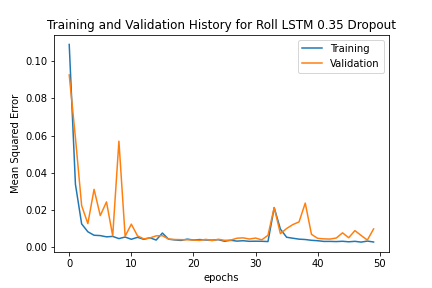 Training and Validation History for Roll LSTM 0.35 Dropout
Training
Validation
Mean Squared Error
0.10
0.08
0.06
0.04
0.02
0.00
0 10 20 30 40 50
epochs